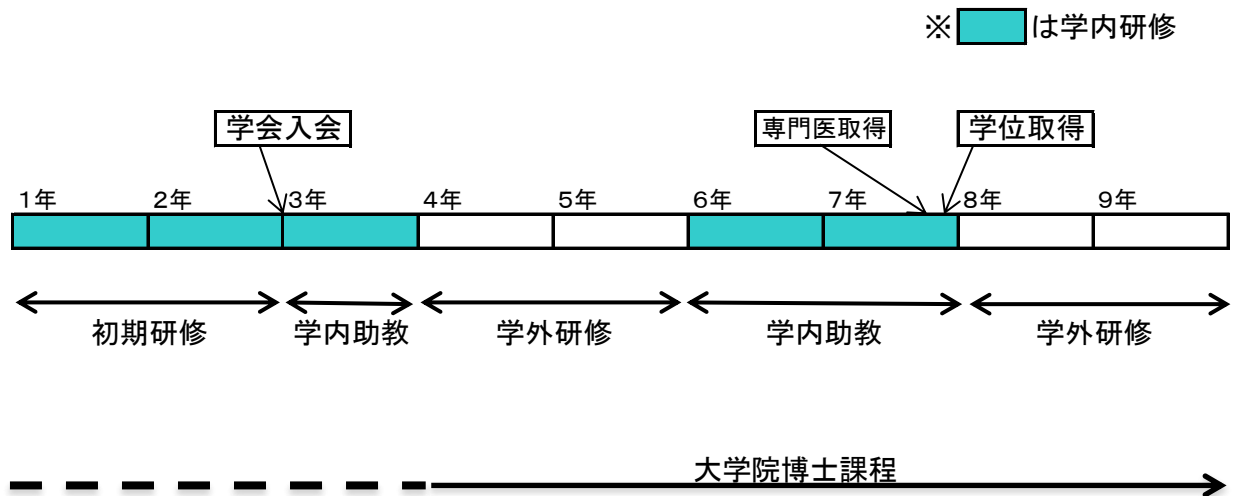 ※ は学内研修
学会入会
専門医取得
学位取得
1年 2年 3年 4年 5年 6年 7年 8年 9年
初期研修 学内助教 学外研修 学内助教 学外研修
大学院博士課程